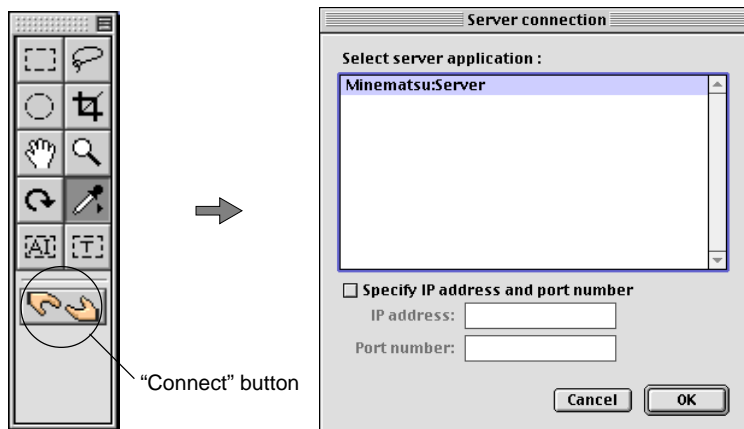 AI
T
“Connect” button
Server connection
Select server application :
Minematsu:Server
Specify IP address and port number
IP address:
Port number:
Cancel
OK